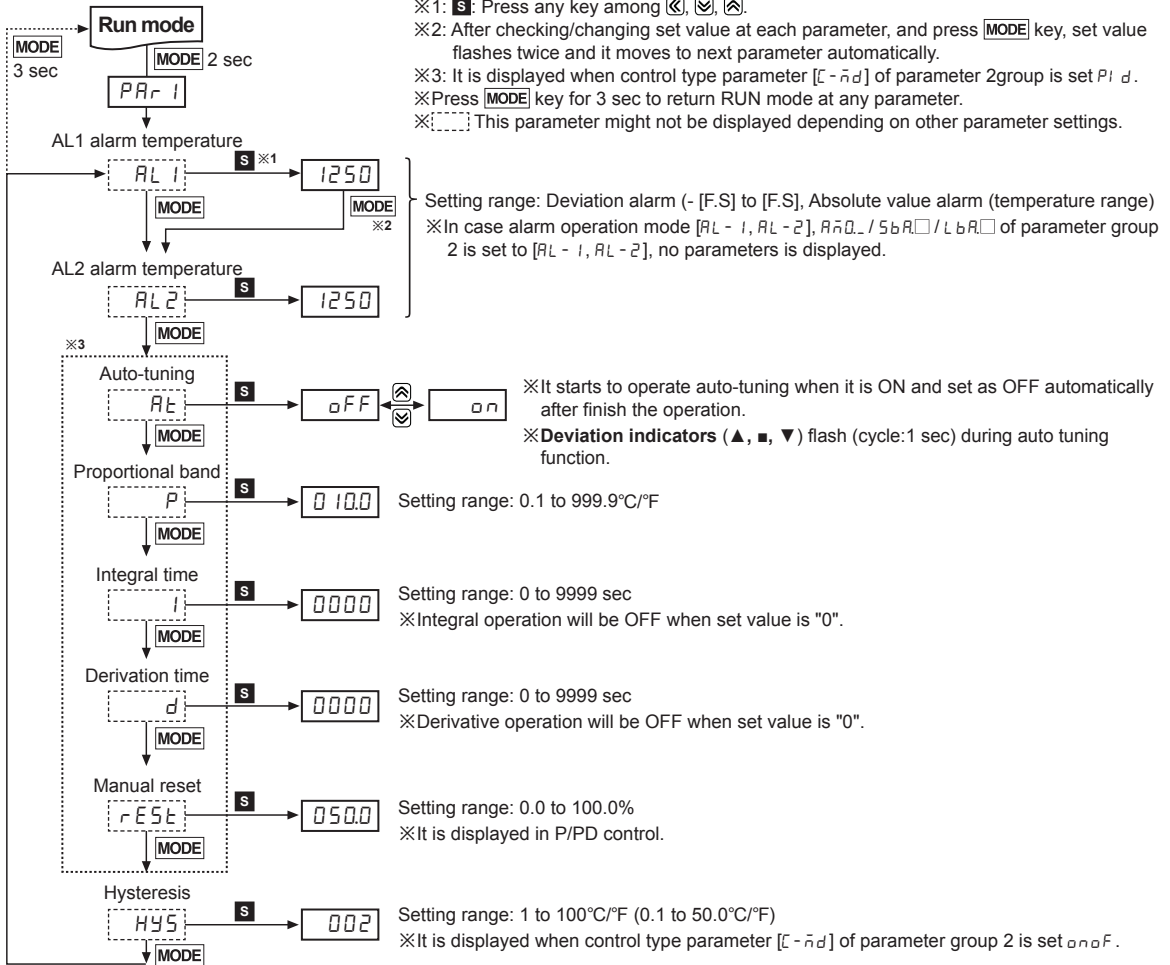 ※1: S: Press any key among «, , .
Run mode
MODE
3 sec
MODE 2 sec
※2: After checking/changing set value at each parameter, and press MODE key, set value
flashes twice and it moves to next parameter automatically.
※3: It is displayed when control type parameter [C-md] of parameter 2group is set PId.
※Press MODE key for 3 sec to return RUN mode at any parameter.
※ This parameter might not be displayed depending on other parameter settings.
PAr1
AL1 alarm temperature
AL1
S ※1
1250
MODE
MODE
※2
Setting range: Deviation alarm (- [F.S] to [F.S], Absolute value alarm (temperature range)
※In case alarm operation mode [AL-1, AL-2], Am0._ / SbA.□ / LbA.□ of parameter group
2 is set to [AL-1, AL-2], no parameters is displayed.
AL2 alarm temperature
AL2
S
1250
MODE
※3
Auto-tuning
At
S
oFF
on
※It starts to operate auto-tuning when it is ON and set as OFF automatically
after finish the operation.
※Deviation indicators (▲, ■, ▼) flash (cycle:1 sec) during auto tuning
function.
MODE
Proportional band
P
S
010.0
Setting range: 0.1 to 999.9℃/℉
MODE
Integral time
I
S
0000
Setting range: 0 to 9999 sec
※Integral operation will be OFF when set value is "0".
MODE
Derivation time
d
S
0000
Setting range: 0 to 9999 sec
※Derivative operation will be OFF when set value is "0".
MODE
Manual reset
rESt
S
050.0
Setting range: 0.0 to 100.0%
※It is displayed in P/PD control.
MODE
Hysteresis
HYS
S
002
Setting range: 1 to 100℃/℉ (0.1 to 50.0℃/℉)
※It is displayed when control type parameter [C-md] of parameter group 2 is set onoF.
MODE